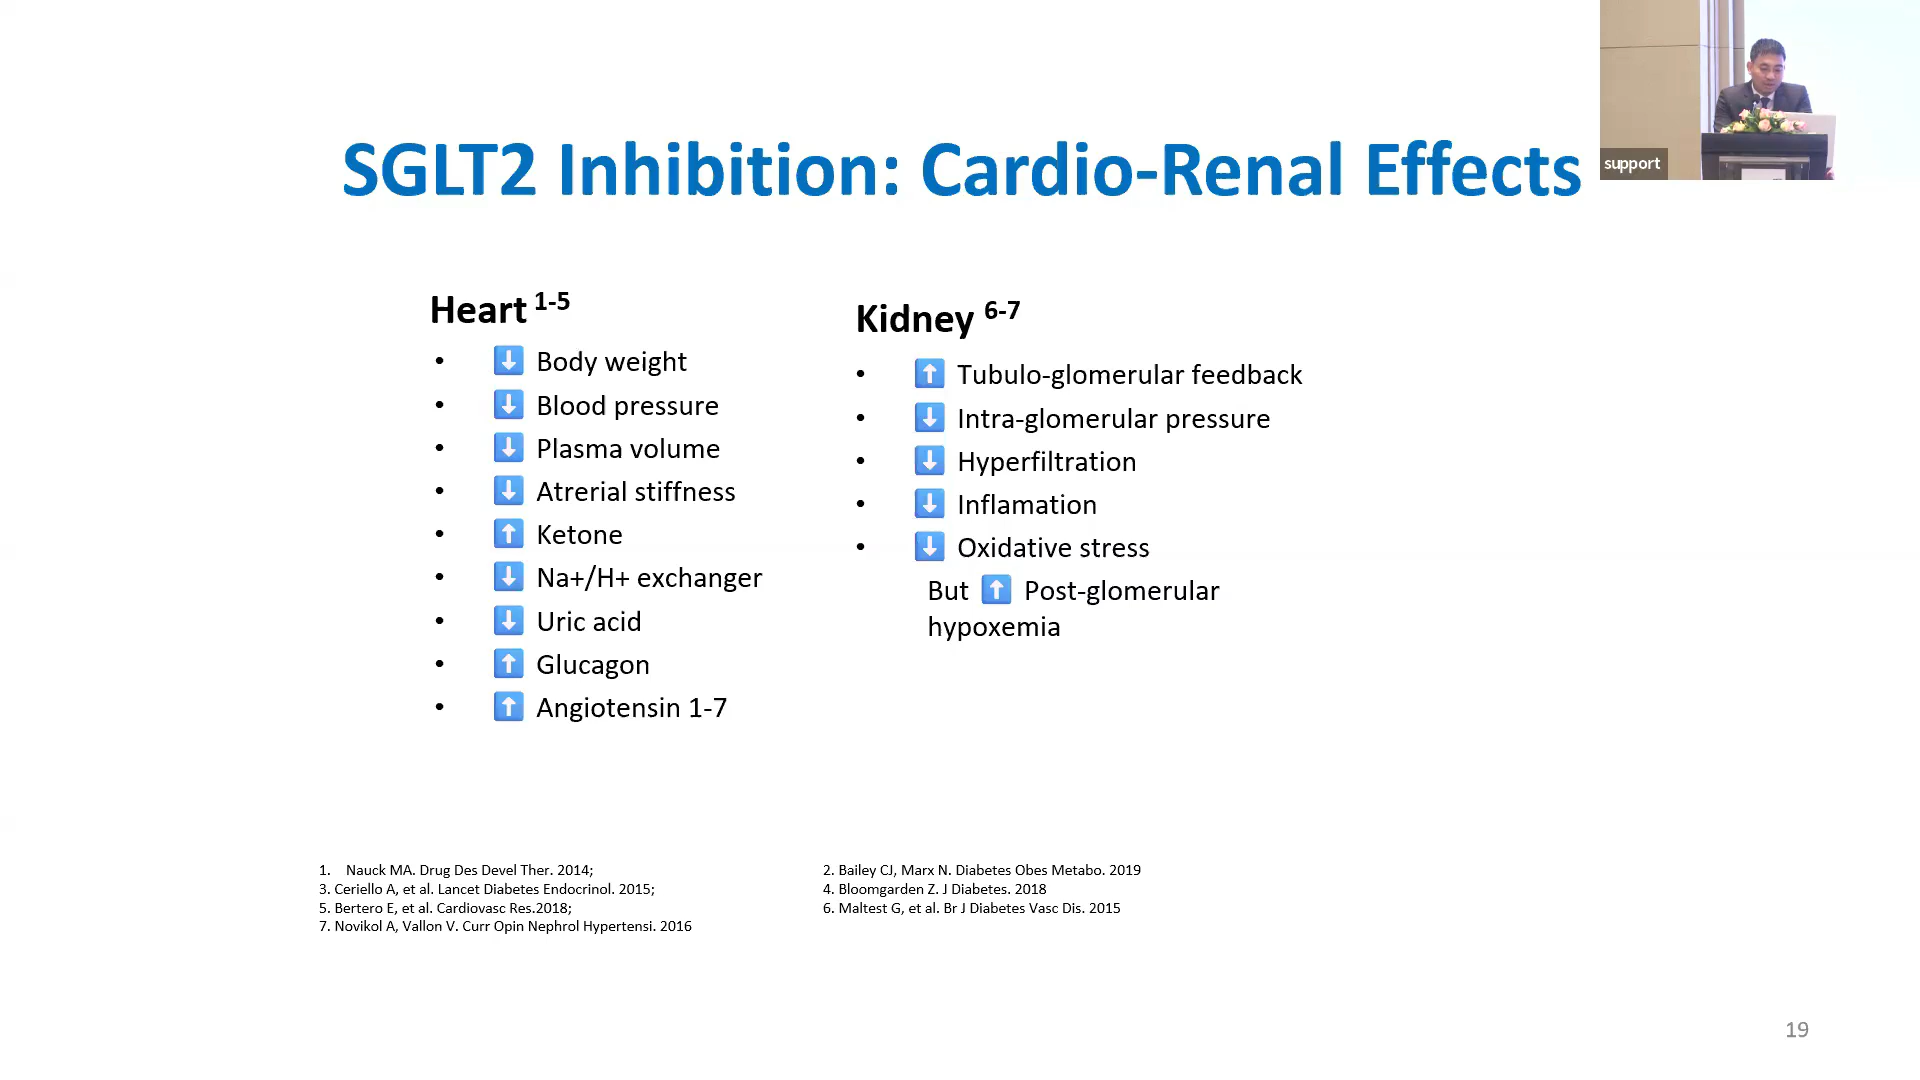 support
SGLT2 Inhibition: Cardio-Renal Effects
Heart 1-5
• ⬇ Body weight
• ⬇ Blood pressure
• ⬇ Plasma volume
• ⬇ Atrerial stiffness
• ⬆ Ketone
• ⬇ Na+/H+ exchanger
• ⬇ Uric acid
• ⬆ Glucagon
• ⬆ Angiotensin 1-7
Kidney 6-7
• ⬆ Tubulo-glomerular feedback
• ⬇ Intra-glomerular pressure
• ⬇ Hyperfiltration
• ⬇ Inflamation
• ⬇ Oxidative stress
But ⬆ Post-glomerular
hypoxemia
1. Nauck MA. Drug Des Devel Ther. 2014;
2. Bailey CJ, Marx N. Diabetes Obes Metabo. 2019
3. Ceriello A, et al. Lancet Diabetes Endocrinol. 2015;
4. Bloomgarden Z. J Diabetes. 2018
5. Bertero E, et al. Cardiovasc Res.2018;
6. Maltest G, et al. Br J Diabetes Vasc Dis. 2015
7. Novikol A, Vallon V. Curr Opin Nephrol Hypertensi. 2016
19